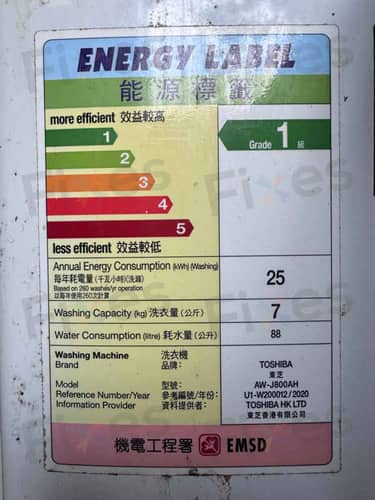 ENERGY LABEL
能源標籤
more efficient 效益較高
1
2
3
4
5
Grade 1 級
less efficient 效益較低
Annual Energy Consumption (kWh) (Washing)
每年耗電量 (千瓦小時)(洗滌)
Based on 260 washes/yr operation
以每年使用260次計算
25
Washing Capacity (kg) 洗衣量 (公斤) 7
Water Consumption (litre) 耗水量 (公升) 88
Washing Machine 洗衣機
Brand 品牌: TOSHIBA
東芝
Model 型號: AW-J800AH
Reference Number/Year 參考編號/年份: U1-W200012/2020
Information Provider 資料提供者: TOSHIBA HK LTD
東芝香港有限公司
機電工程署 EMSD
Fixes